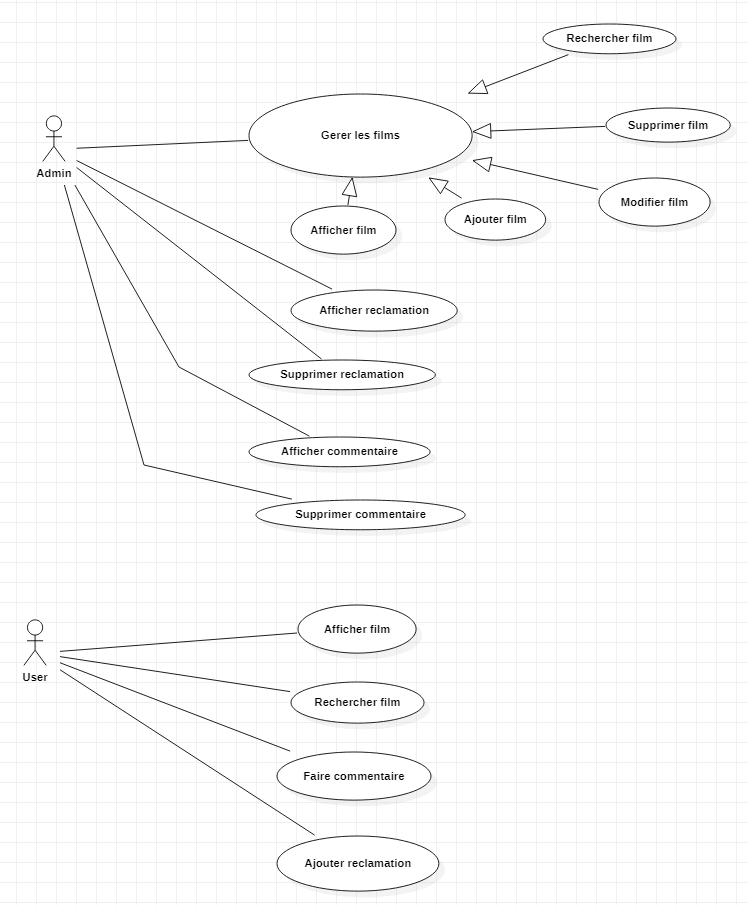 Rechercher film
Gerer les films
Supprimer film
Admin
Modifier film
Ajouter film
Afficher film
Afficher reclamation
Supprimer reclamation
Afficher commentaire
Supprimer commentaire
Afficher film
User
Rechercher film
Faire commentaire
Ajouter reclamation